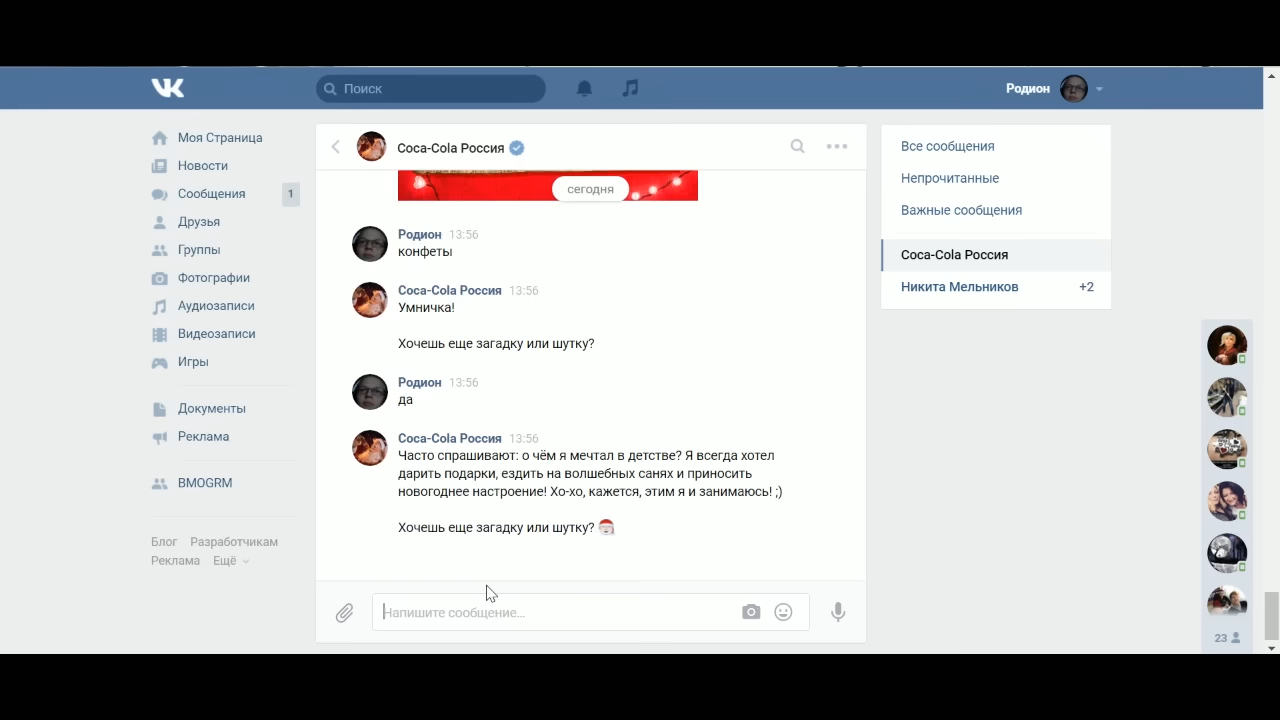 VK
Поиск
Родион
Моя Страница
Новости
Сообщения 1
Друзья
Группы
Фотографии
Аудиозаписи
Видеозаписи
Игры
Документы
Реклама
BMOGRM
Блог Разработчикам
Реклама Ещё
Coca-Cola Россия
сегодня
Родион 13:56
конфеты
Coca-Cola Россия 13:56
Умничка!
Хочешь еще загадку или шутку?
Родион 13:56
да
Coca-Cola Россия 13:56
Часто спрашивают: о чём я мечтал в детстве? Я всегда хотел
дарить подарки, ездить на волшебных санях и приносить
новогоднее настроение! Хо-хо, кажется, этим я и занимаюсь! ;)
Хочешь еще загадку или шутку?
Напишите сообщение...
Все сообщения
Непрочитанные
Важные сообщения
Coca-Cola Россия
Никита Мельников +2
23